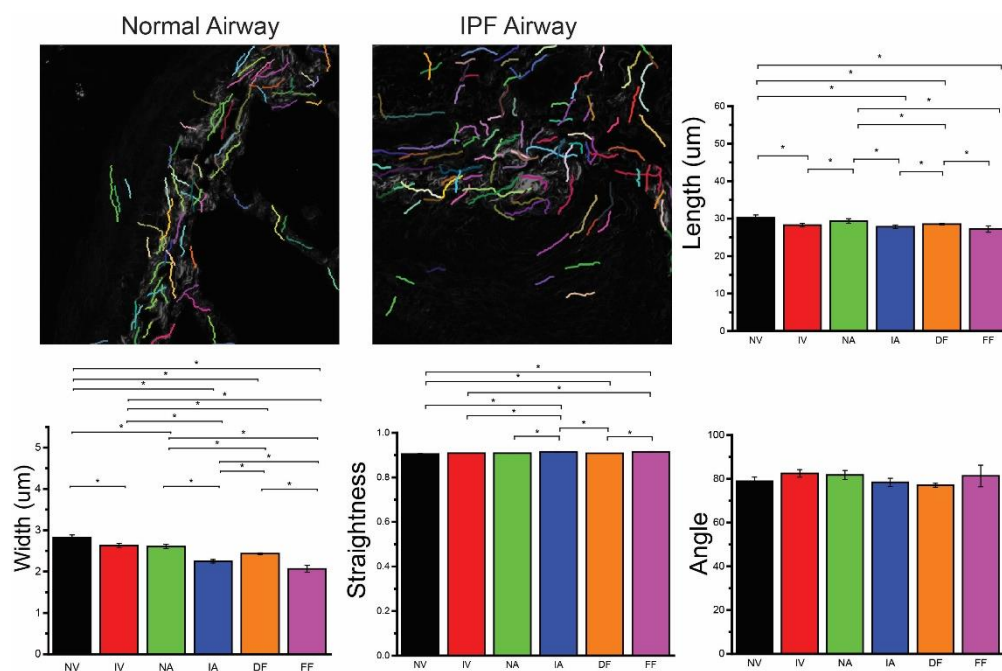 Normal Airway
IPF Airway
Length (um)
60
50
40
30
20
30
0
NV IV NA IA DF FF
* * * * * * * * * *
Width (um)
5
4
3
2
1
0
NV IV NA IA DF FF
* * * * * * * * * * * * * *
Straightness
1.0
0.8
0.6
0.4
0.2
0.0
NV IV NA IA DF FF
* * * * * * * *
Angle
100
80
60
40
20
0
NV IV NA IA DF FF